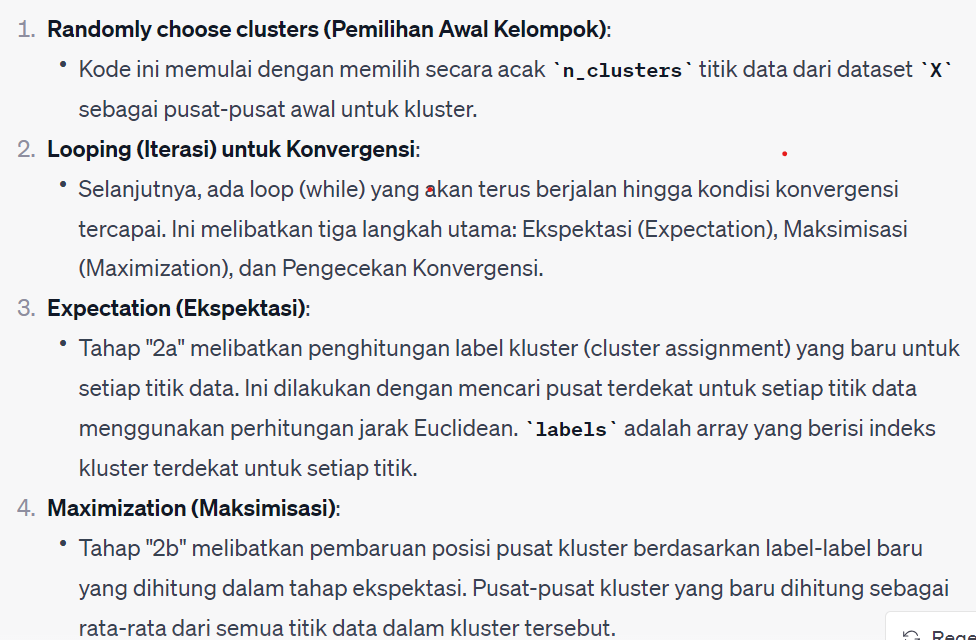 1. Randomly choose clusters (Pemilihan Awal Kelompok):
• Kode ini memulai dengan memilih secara acak `n_clusters` titik data dari dataset `X`
sebagai pusat-pusat awal untuk kluster.
2. Looping (Iterasi) untuk Konvergensi:
• Selanjutnya, ada loop (while) yang akan terus berjalan hingga kondisi konvergensi
tercapai. Ini melibatkan tiga langkah utama: Ekspektasi (Expectation), Maksimisasi
(Maximization), dan Pengecekan Konvergensi.
3. Expectation (Ekspektasi):
• Tahap "2a" melibatkan penghitungan label kluster (cluster assignment) yang baru untuk
setiap titik data. Ini dilakukan dengan mencari pusat terdekat untuk setiap titik data
menggunakan perhitungan jarak Euclidean. `labels` adalah array yang berisi indeks
kluster terdekat untuk setiap titik.
4. Maximization (Maksimisasi):
• Tahap "2b" melibatkan pembaruan posisi pusat kluster berdasarkan label-label baru
yang dihitung dalam tahap ekspektasi. Pusat-pusat kluster yang baru dihitung sebagai
rata-rata dari semua titik data dalam kluster tersebut.